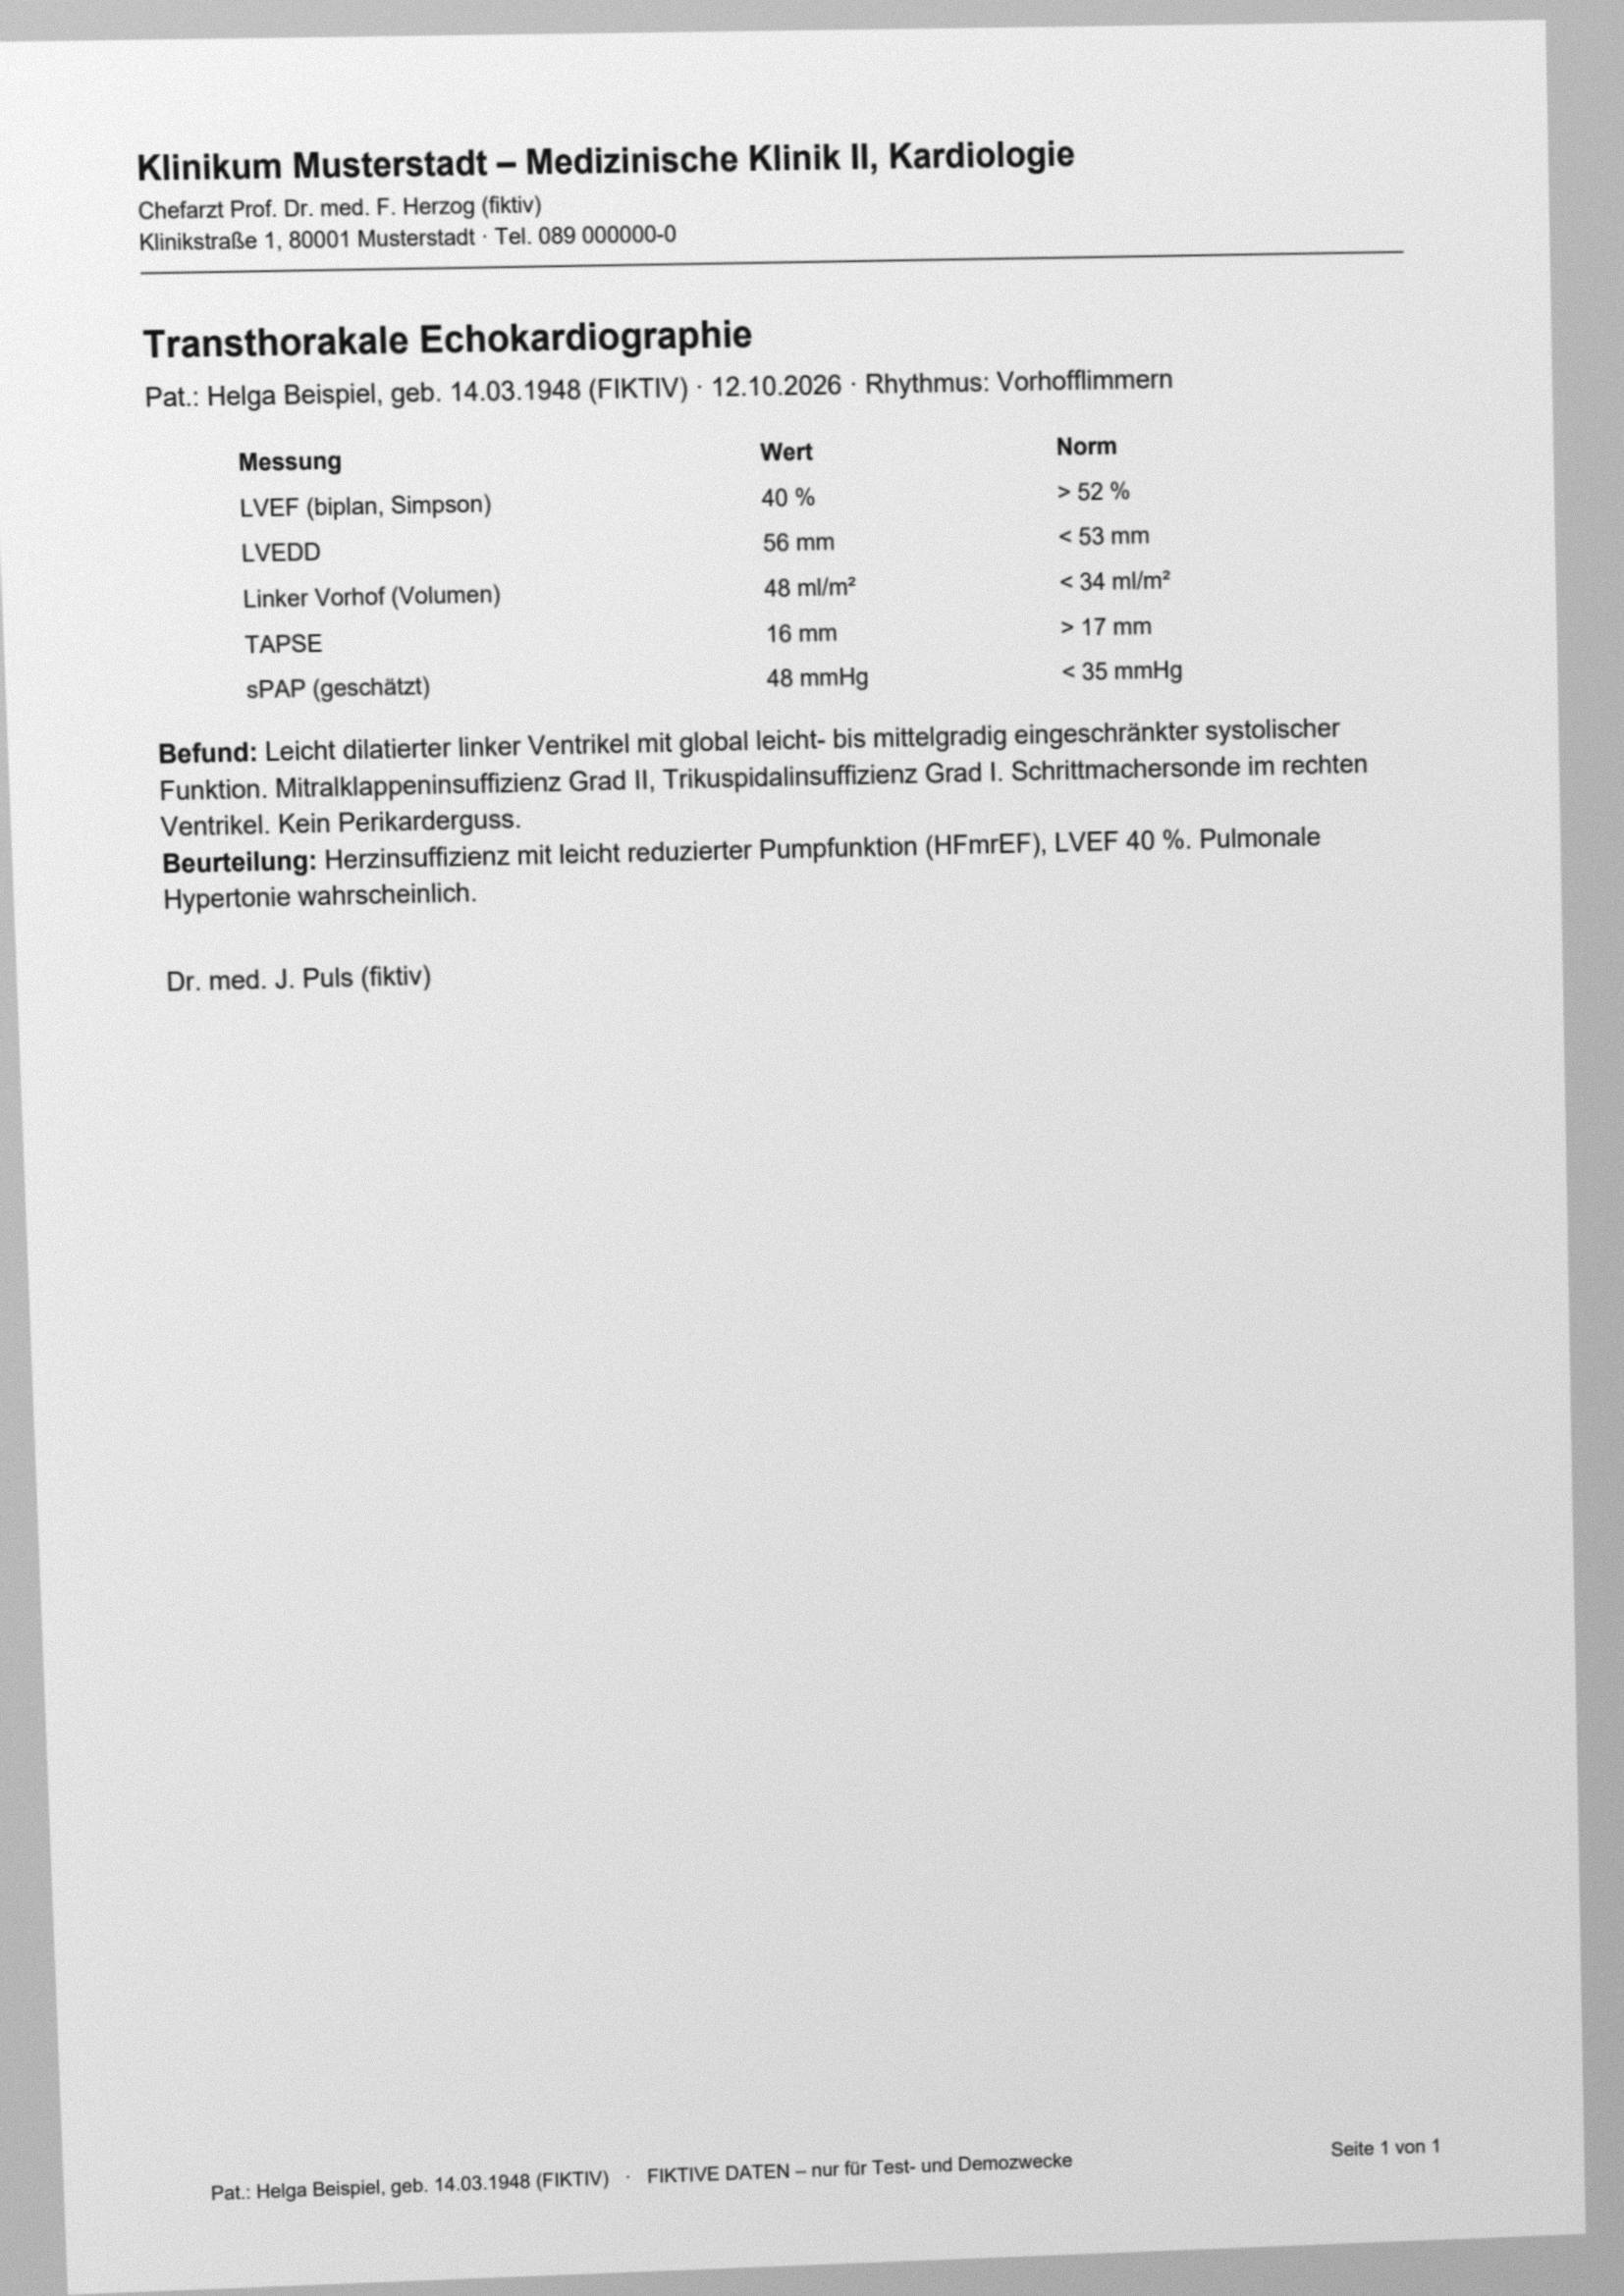 Klinikum Musterstadt – Medizinische Klinik II, Kardiologie
Chefarzt Prof. Dr. med. F. Herzog (fiktiv)
Klinikstraße 1, 80001 Musterstadt · Tel. 089 000000-0
Transthorakale Echokardiographie
Pat.: Helga Beispiel, geb. 14.03.1948 (FIKTIV) · 12.10.2026 · Rhythmus: Vorhofflimmern
Messung Wert Norm
LVEF (biplan, Simpson) 40 % > 52 %
LVEDD 56 mm < 53 mm
Linker Vorhof (Volumen) 48 ml/m² < 34 ml/m²
TAPSE 16 mm > 17 mm
sPAP (geschätzt) 48 mmHg < 35 mmHg
Befund: Leicht dilatierter linker Ventrikel mit global leicht- bis mittelgradig eingeschränkter systolischer
Funktion. Mitralklappeninsuffizienz Grad II, Trikuspidalinsuffizienz Grad I. Schrittmachersonde im rechten
Ventrikel. Kein Perikarderguss.
Beurteilung: Herzinsuffizienz mit leicht reduzierter Pumpfunktion (HFmrEF), LVEF 40 %. Pulmonale
Hypertonie wahrscheinlich.
Dr. med. J. Puls (fiktiv)
Pat.: Helga Beispiel, geb. 14.03.1948 (FIKTIV) · FIKTIVE DATEN – nur für Test- und Demozwecke Seite 1 von 1